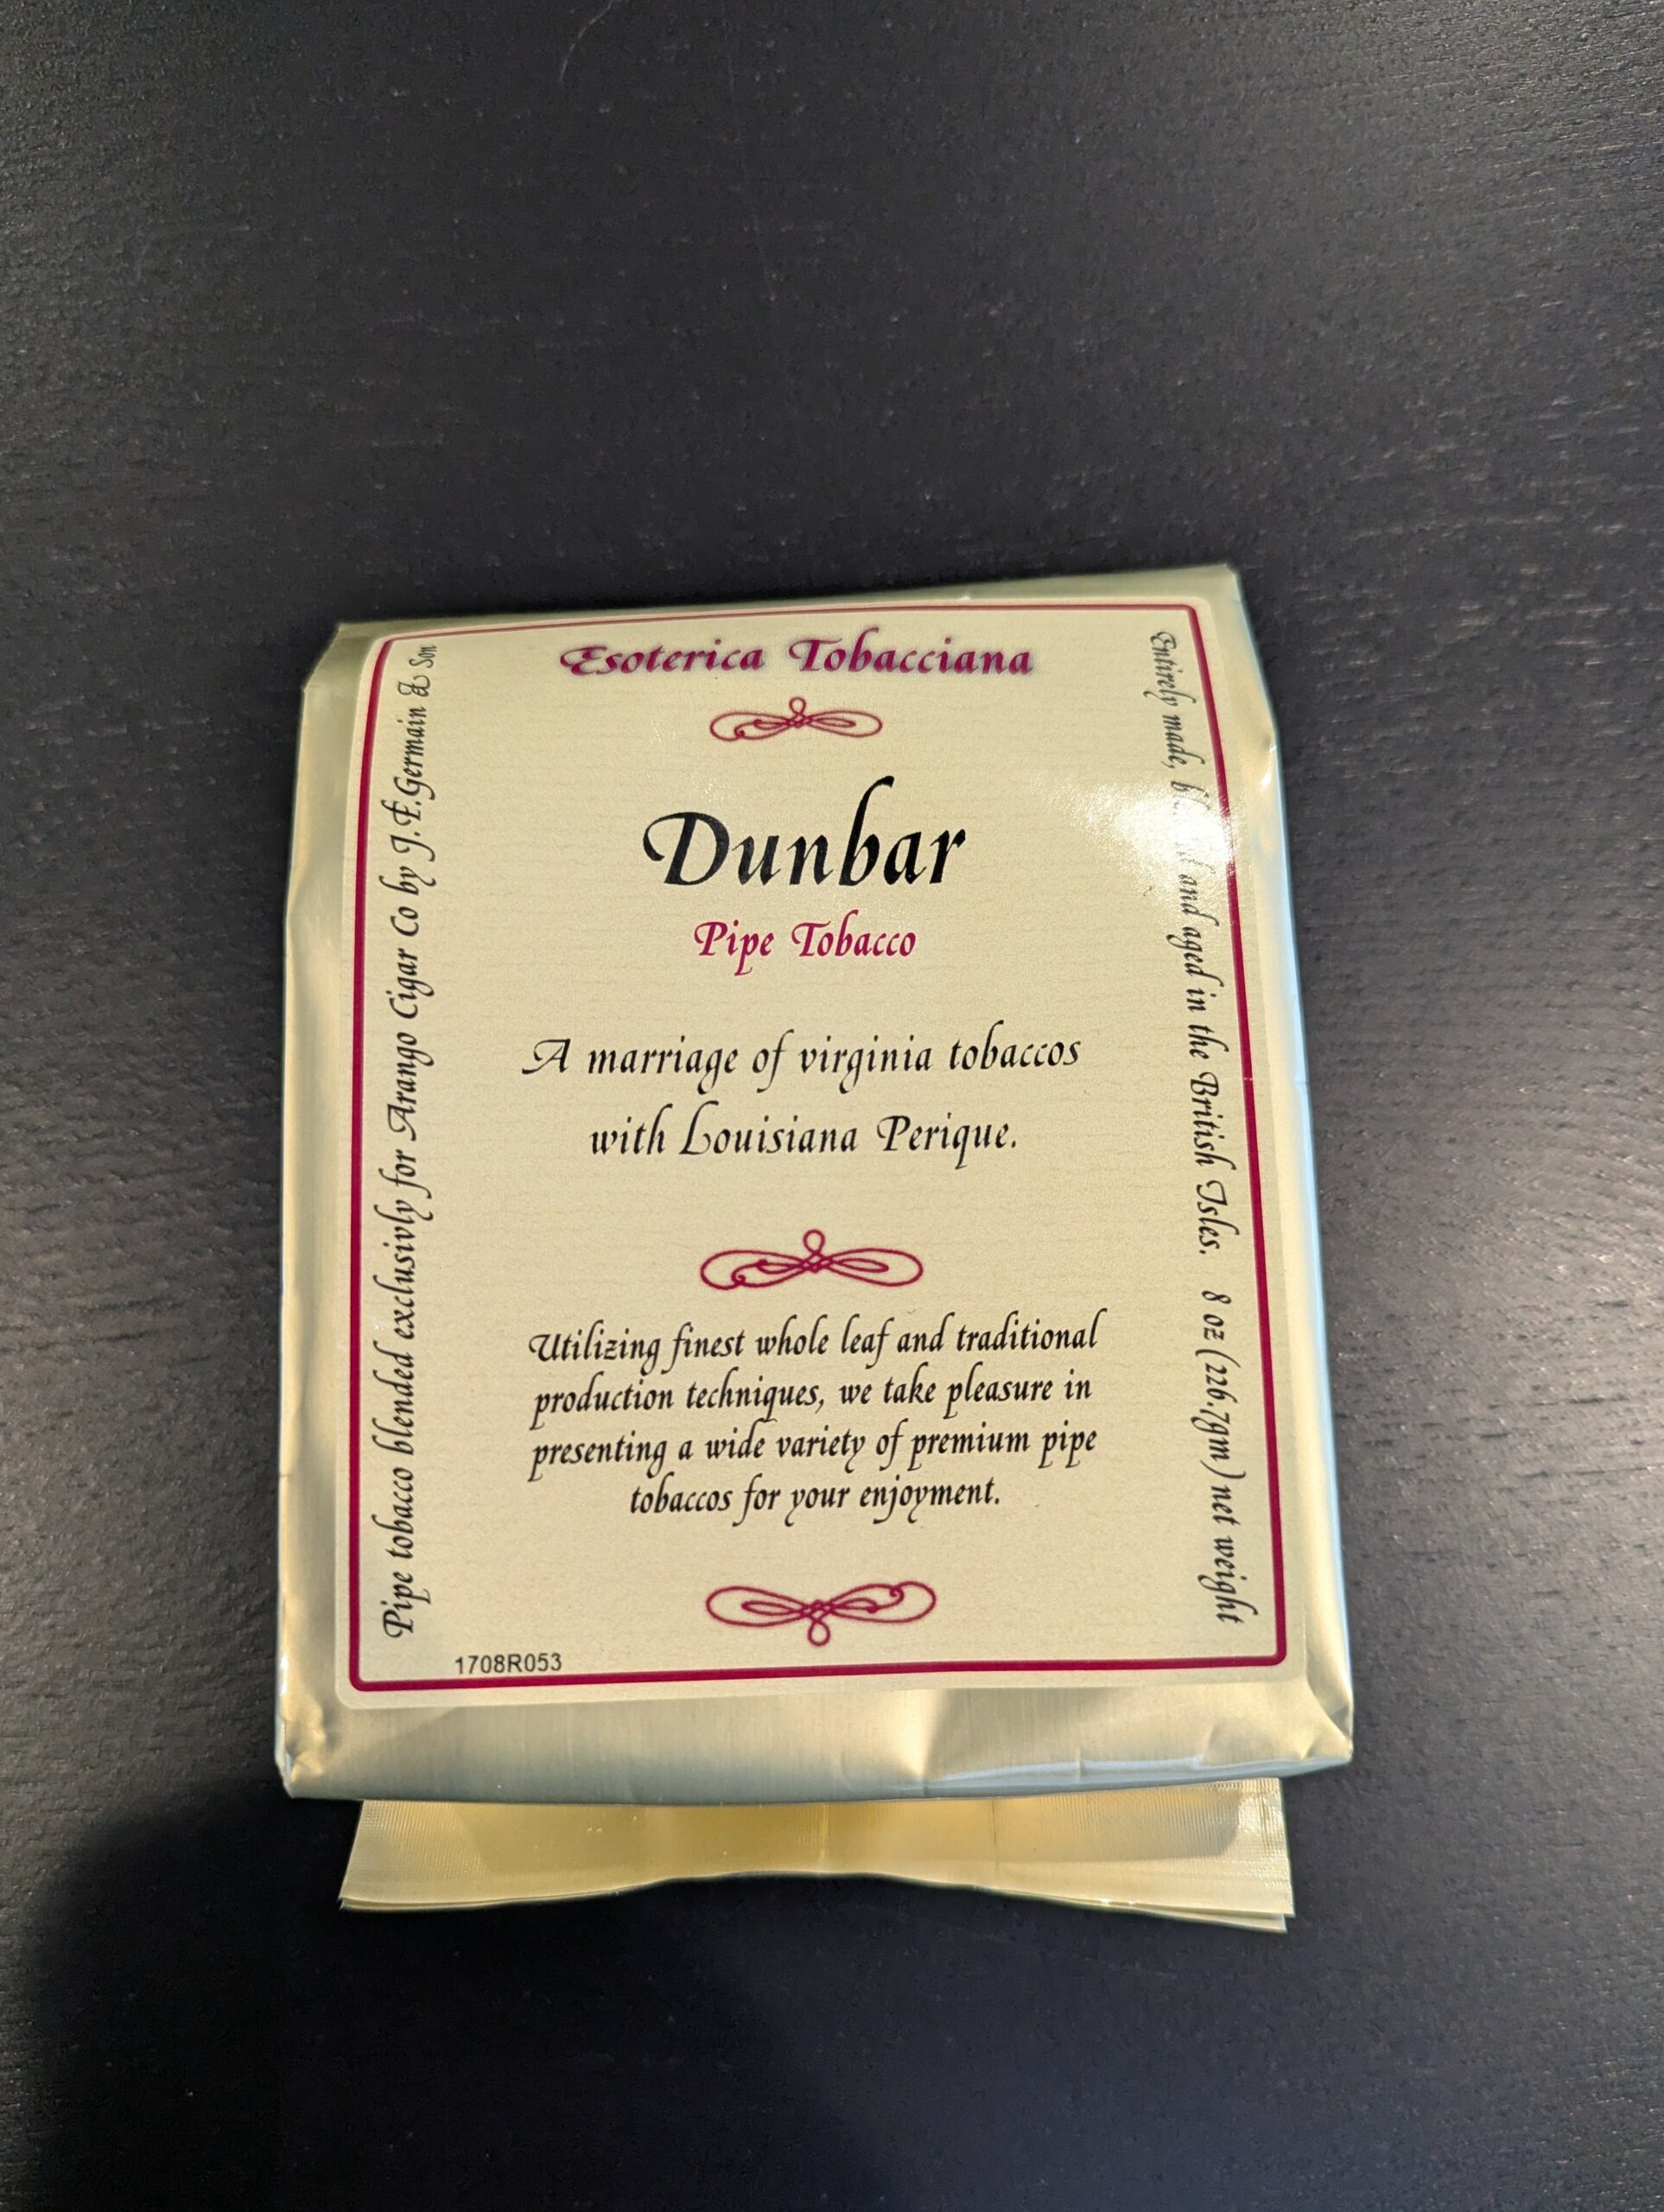 Esoterica Tobacciana
Dunbar
Pipe Tobacco
A marriage of virginia tobaccos
with Louisiana Perique.
Utilizing finest whole leaf and traditional
production techniques, we take pleasure in
presenting a wide variety of premium pipe
tobaccos for your enjoyment.
1708R053
Pipe tobacco blended exclusivly for Arango Cigar Co by J.E.Germain & Son
Entirely made, and aged in the British Isles. 8 oz (226.7gm) net weight